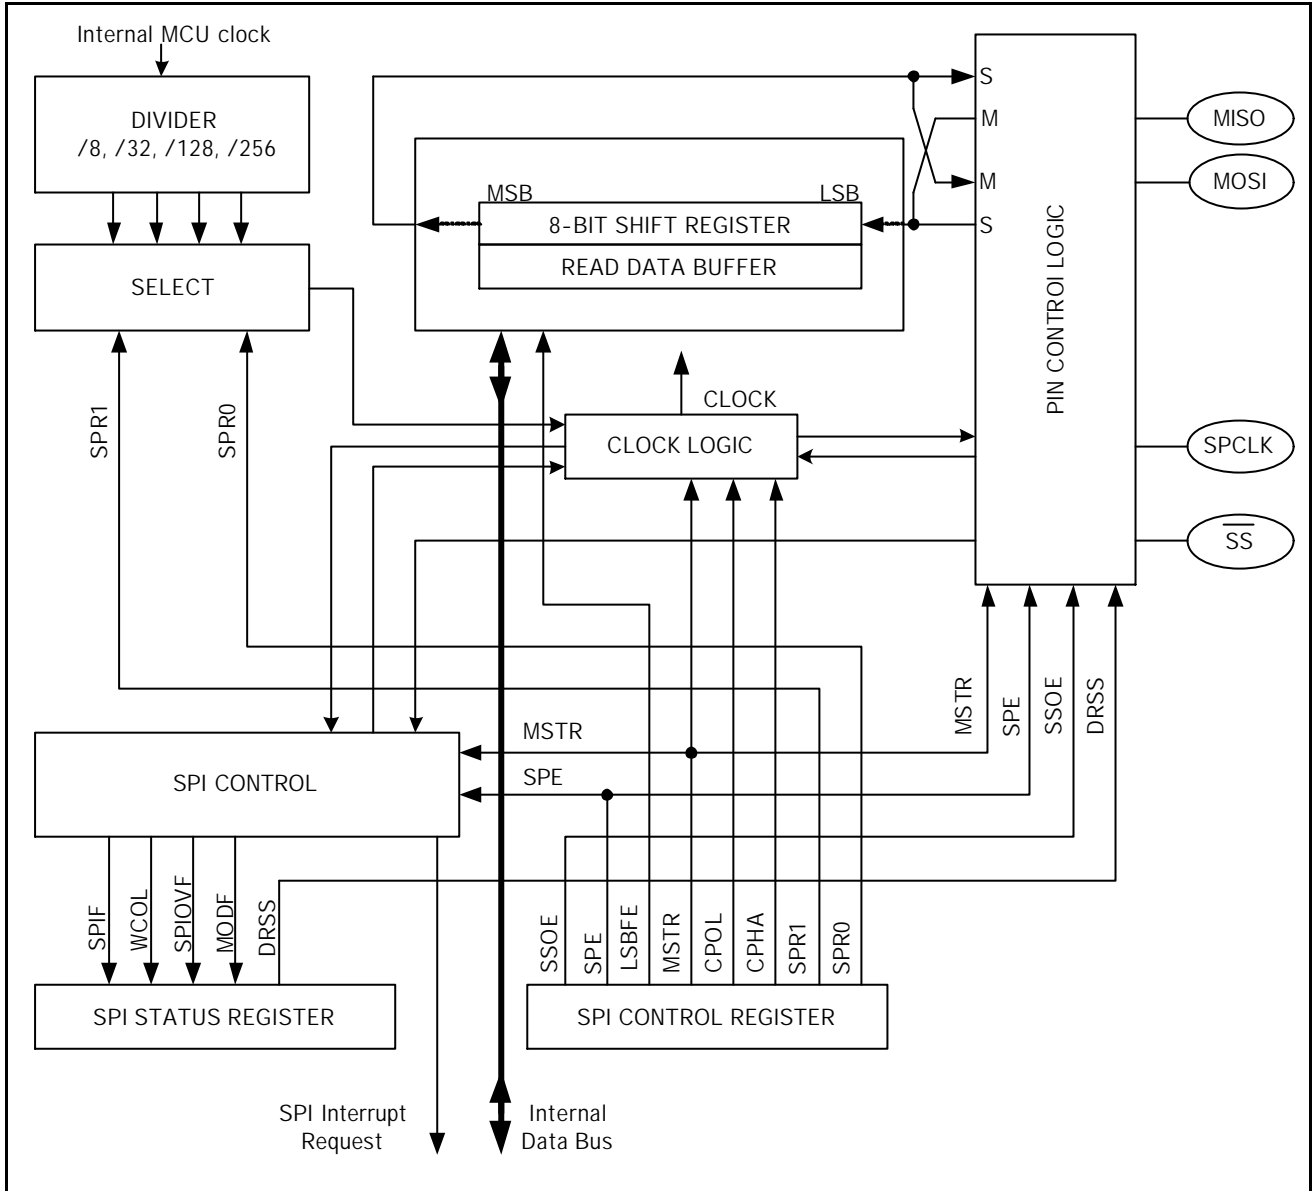 Internal MCU clock
DIVIDER
/8, /32, /128, /256
SELECT
SPR1
SPR0
MSB
LSB
8-BIT SHIFT REGISTER
READ DATA BUFFER
CLOCK
CLOCK LOGIC
S
M
M
S
PIN CONTROl LOGIC
MISO
MOSI
SPCLK
SS
MSTR
SPE
SSOE
DRSS
MSTR
SPE
SPI CONTROL
SPIF
WCOL
SPIOVF
MODF
DRSS
SPI STATUS REGISTER
SSOE
SPE
LSBFE
MSTR
CPOL
CPHA
SPR1
SPR0
SPI CONTROL REGISTER
SPI Interrupt
Request
Internal
Data Bus